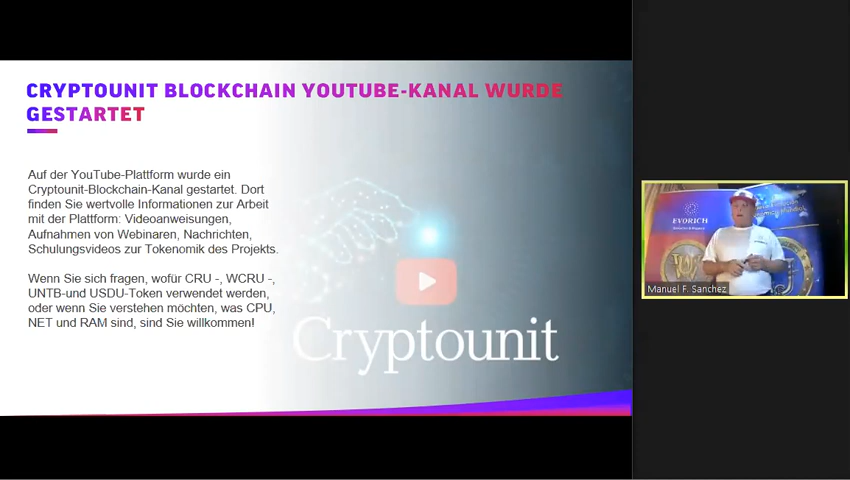 CRYPTOUNIT BLOCKCHAIN YOUTUBE-KANAL WURDE
GESTARTET
Auf der YouTube-Plattform wurde ein
Cryptounit-Blockchain-Kanal gestartet. Dort
finden Sie wertvolle Informationen zur Arbeit
mit der Plattform: Videoanweisungen,
Aufnahmen von Webinaren, Nachrichten,
Schulungsvideos zur Tokenomik des Projekts.
Wenn Sie sich fragen, wofür CRU -, WCRU -,
UNTB-und USDU-Token verwendet werden,
oder wenn Sie verstehen möchten, was CPU,
NET und RAM sind, sind Sie willkommen!
Cryptounit
EVORICH
Manuel F. Sanchez